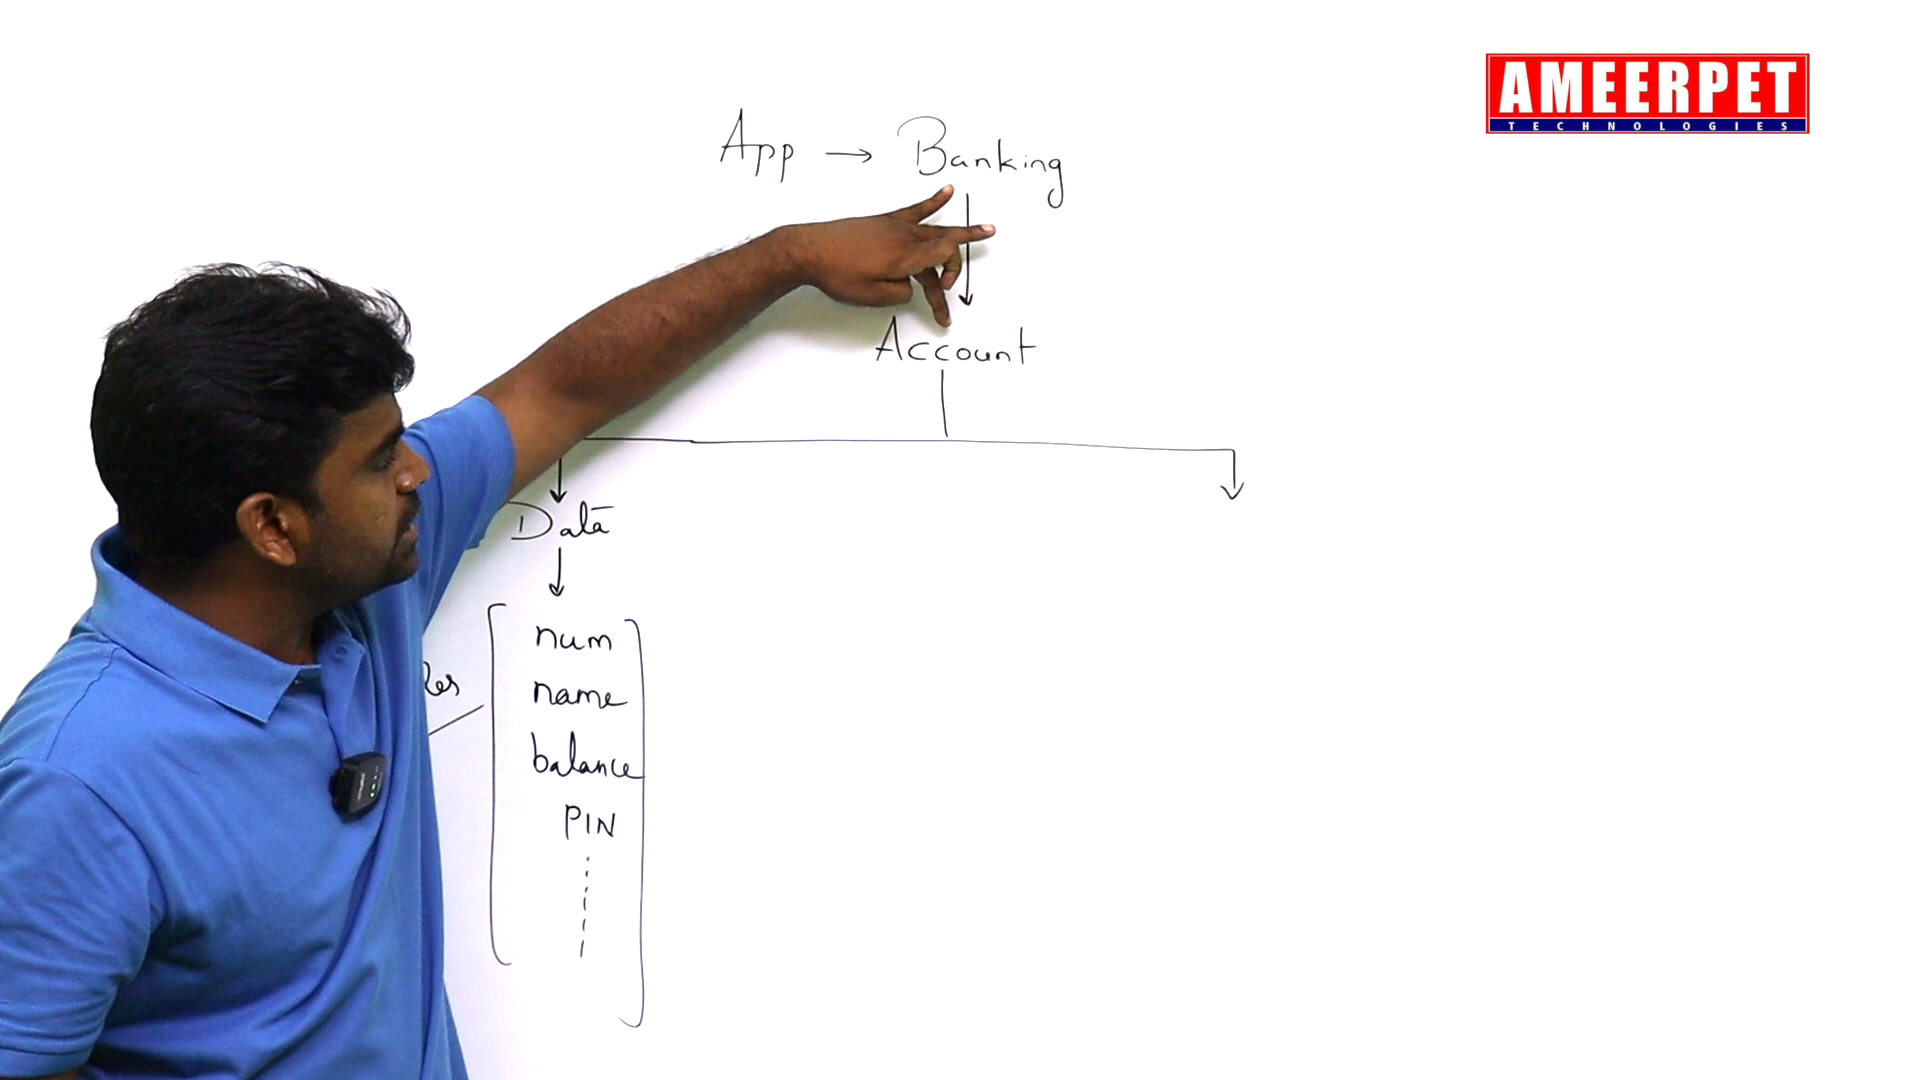 AMEERPET
TECHNOLOGIES
App → Banking
Account
Data
num
name
balance
PIN